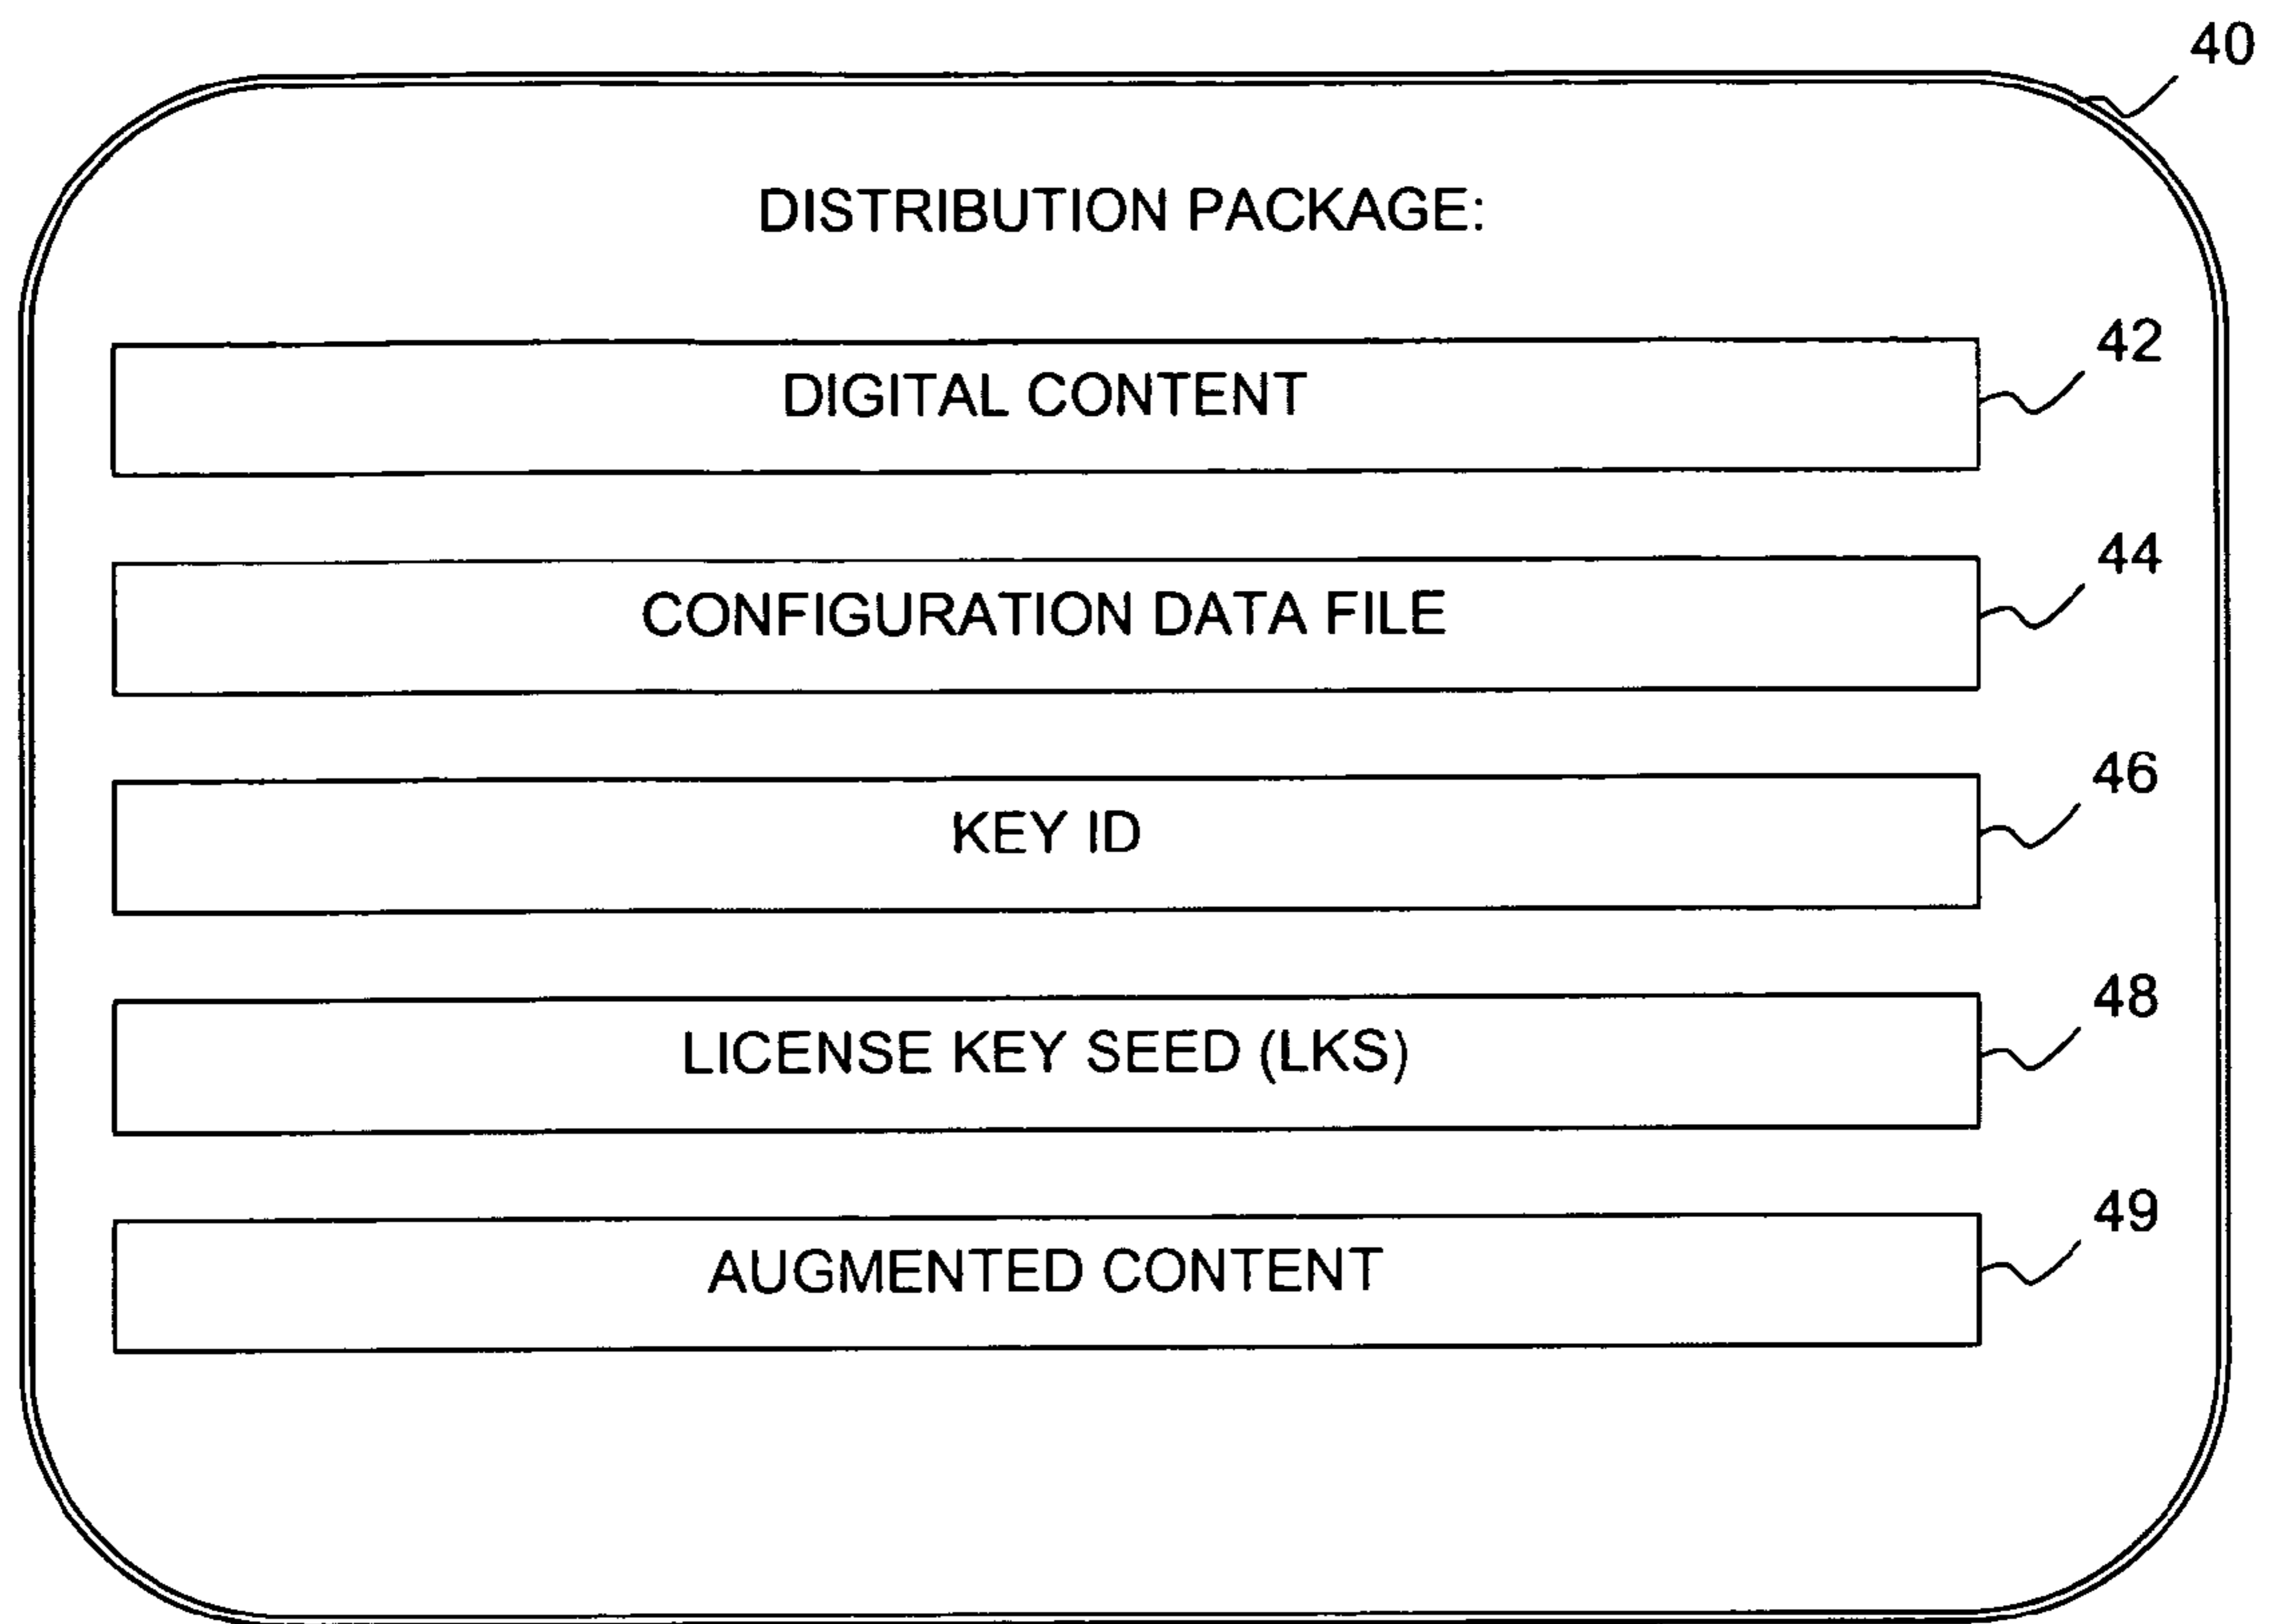 40
DISTRIBUTION PACKAGE:
42
DIGITAL CONTENT
44
CONFIGURATION DATA FILE
46
KEY ID
48
LICENSE KEY SEED (LKS)
49
AUGMENTED CONTENT